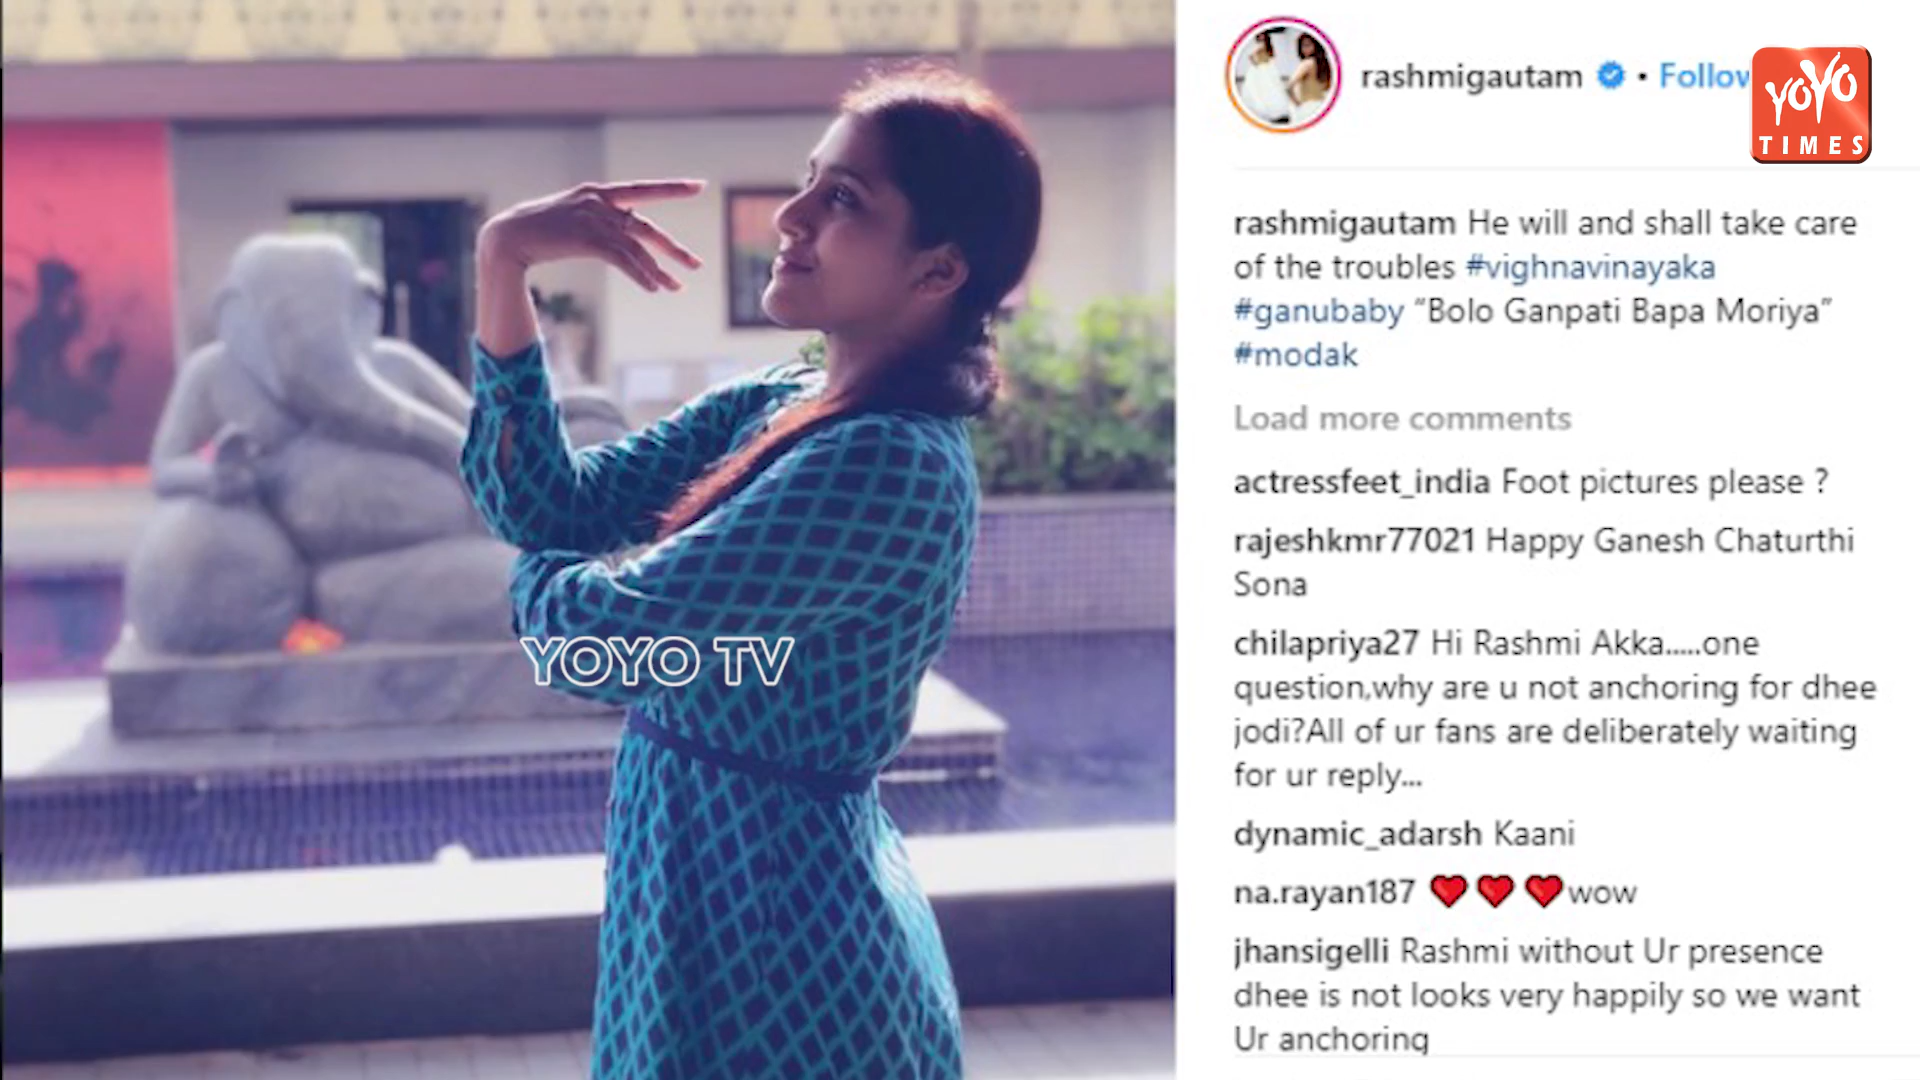 rashmigautam • Follow
YOYO
TIMES
rashmigautam He will and shall take care
of the troubles #vighnavinayaka
#ganubaby “Bolo Ganpati Bapa Moriya”
#modak
Load more comments
actressfeet_india Foot pictures please ?
rajeshkmr77021 Happy Ganesh Chaturthi
Sona
chilapriya27 Hi Rashmi Akka.....one
question,why are u not anchoring for dhee
jodi?All of ur fans are deliberately waiting
for ur reply...
dynamic_adarsh Kaani
na.rayan187 ❤❤❤wow
jhansigelli Rashmi without Ur presence
dhee is not looks very happily so we want
Ur anchoring
YOYO TV